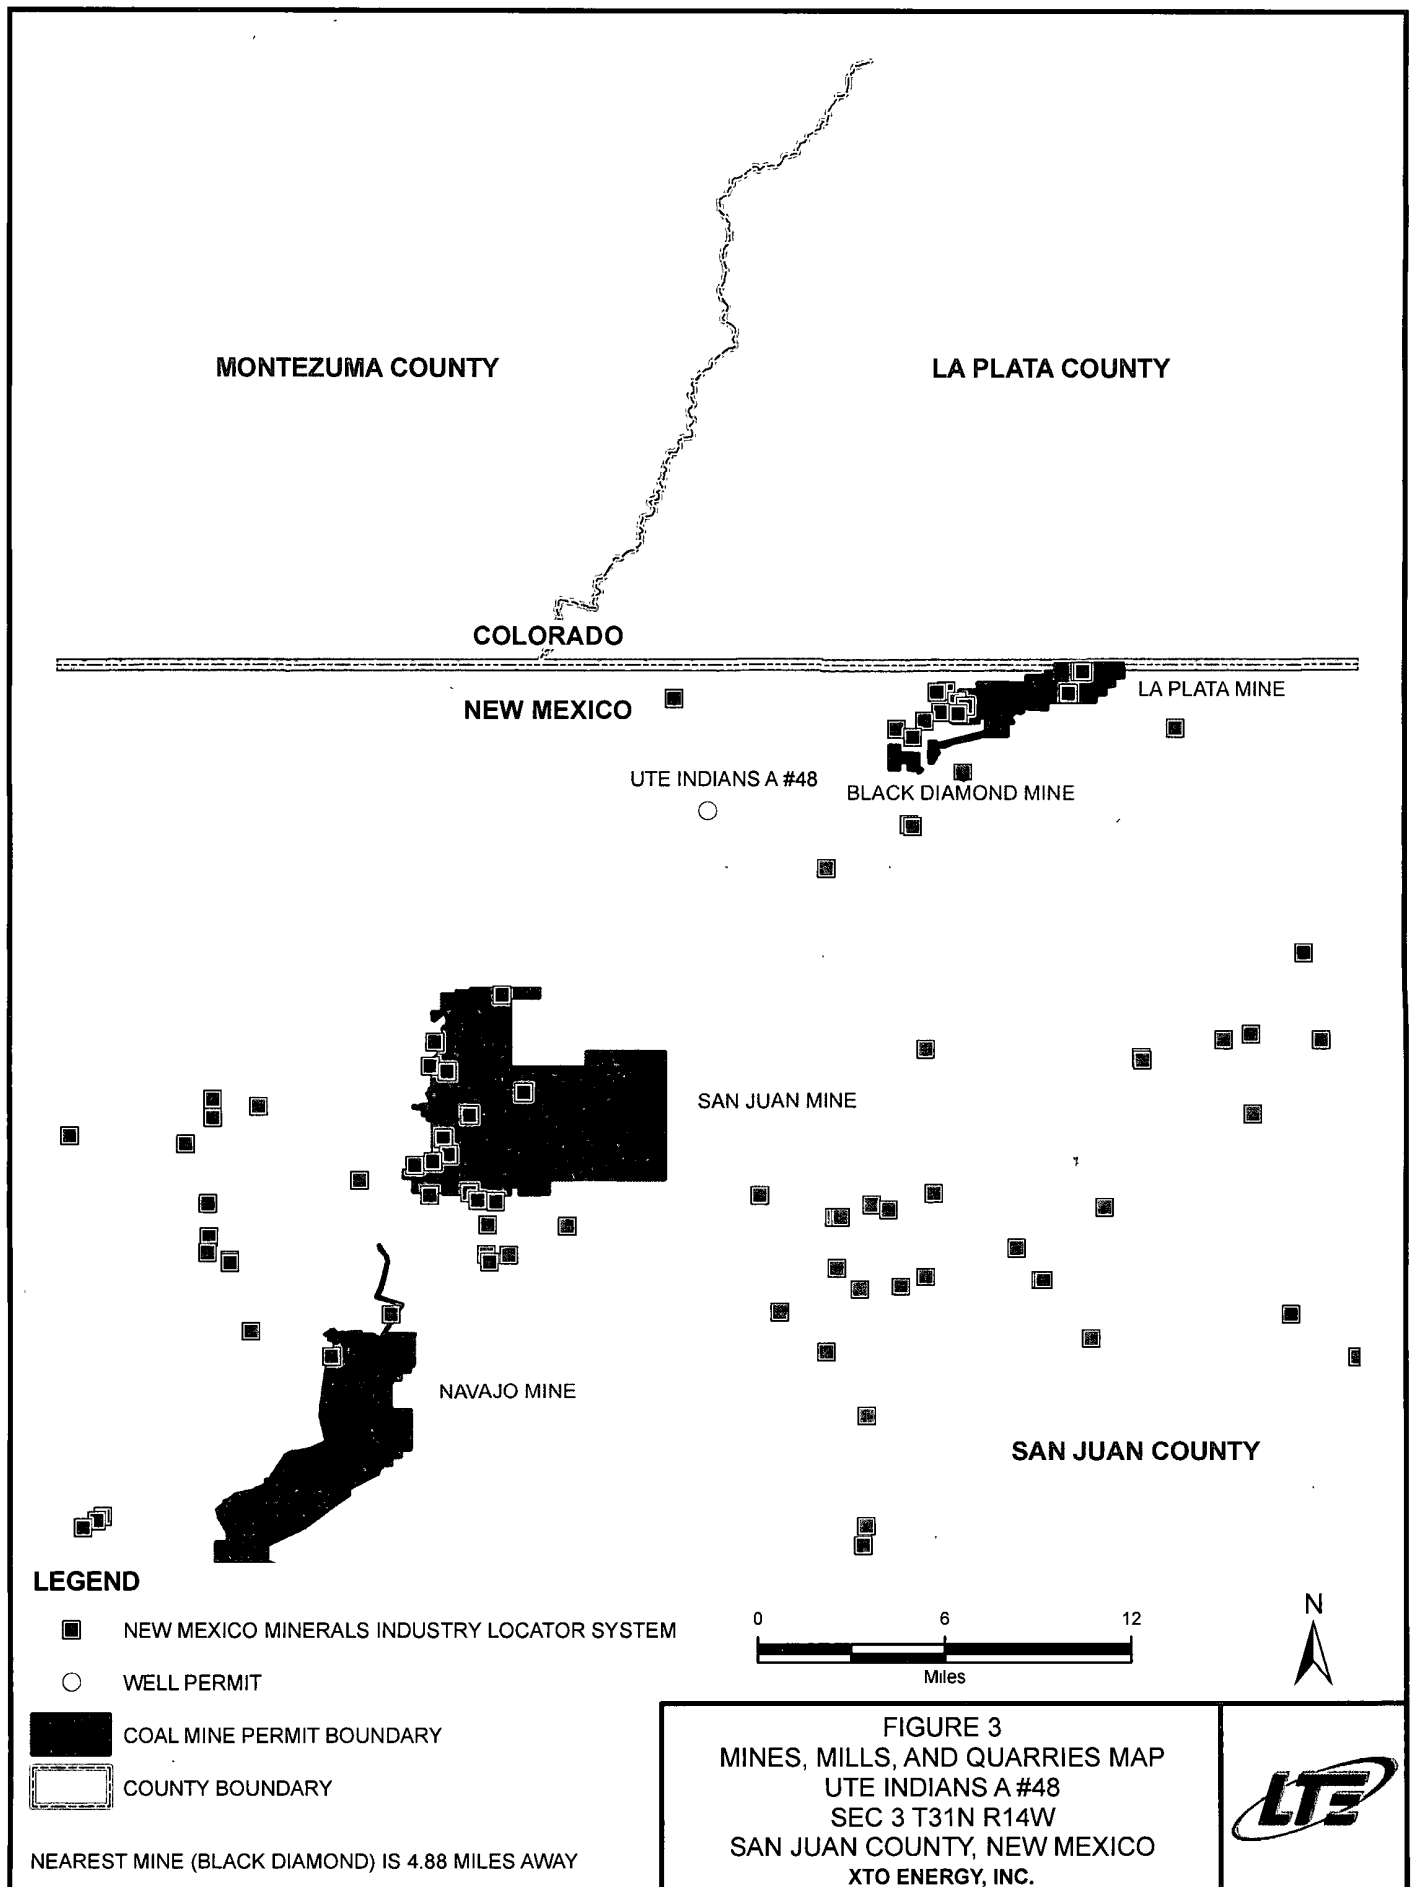 MONTEZUMA COUNTY
LA PLATA COUNTY
COLORADO
LA PLATA MINE
NEW MEXICO
UTE INDIANS A #48
BLACK DIAMOND MINE
SAN JUAN MINE
NAVAJO MINE
SAN JUAN COUNTY
LEGEND
NEW MEXICO MINERALS INDUSTRY LOCATOR SYSTEM
WELL PERMIT
COAL MINE PERMIT BOUNDARY
COUNTY BOUNDARY
NEAREST MINE (BLACK DIAMOND) IS 4.88 MILES AWAY
0 6 12
Miles
N
FIGURE 3
MINES, MILLS, AND QUARRIES MAP
UTE INDIANS A #48
SEC 3 T31N R14W
SAN JUAN COUNTY, NEW MEXICO
XTO ENERGY, INC.
LTE